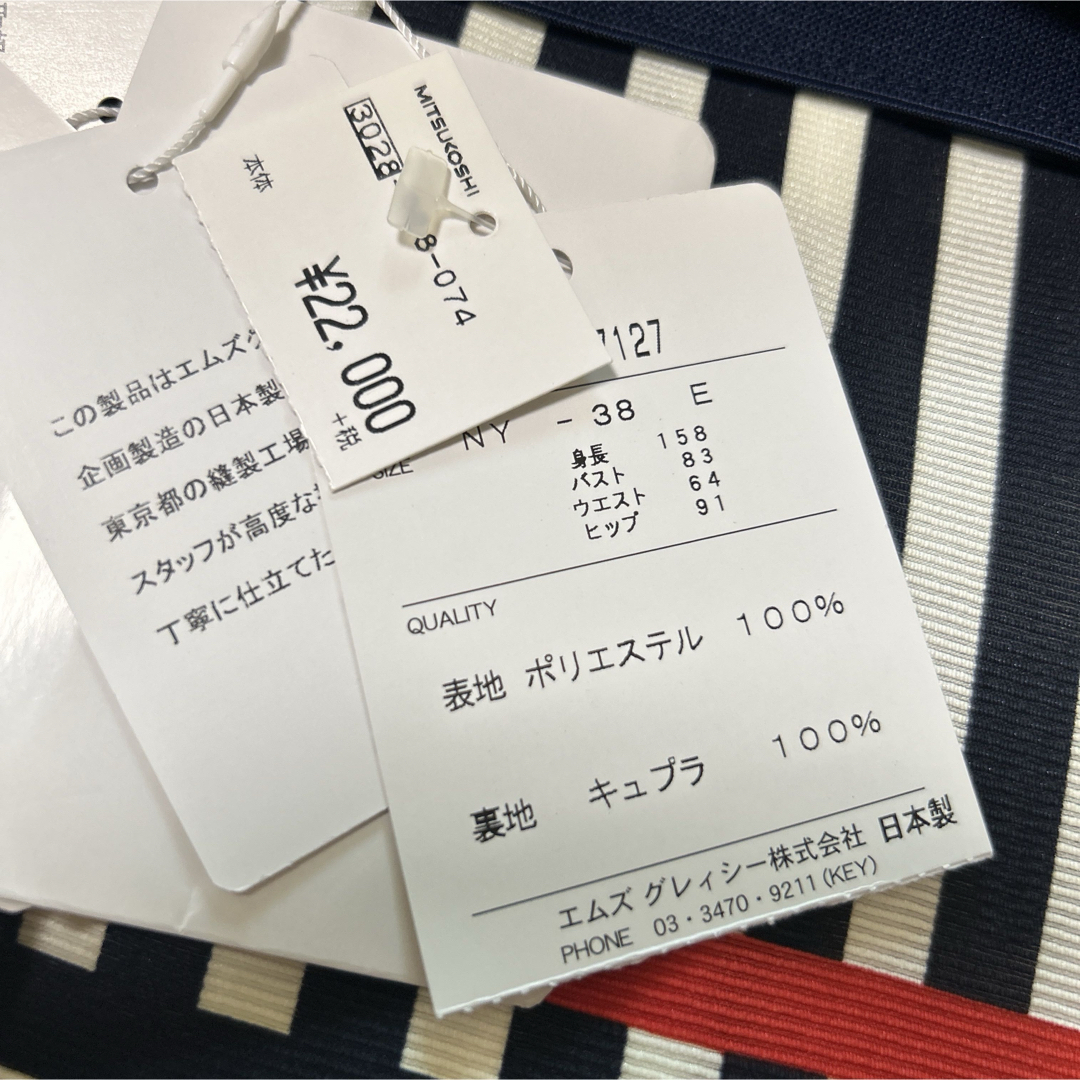 MITSUKOSHI
3028
8-074
本体
¥22,000
+税
この製品はエムズグ
企画製造の日本製
東京都の縫製工場
スタッフが高度な
丁寧に仕立てた
7127
SIZE NY -38 E
身長 158
バスト 83
ウエスト 64
ヒップ 91
QUALITY
表地 ポリエステル 100%
裏地 キュプラ 100%
エムズ グレィシー株式会社 日本製
PHONE 03・3470・9211(KEY)